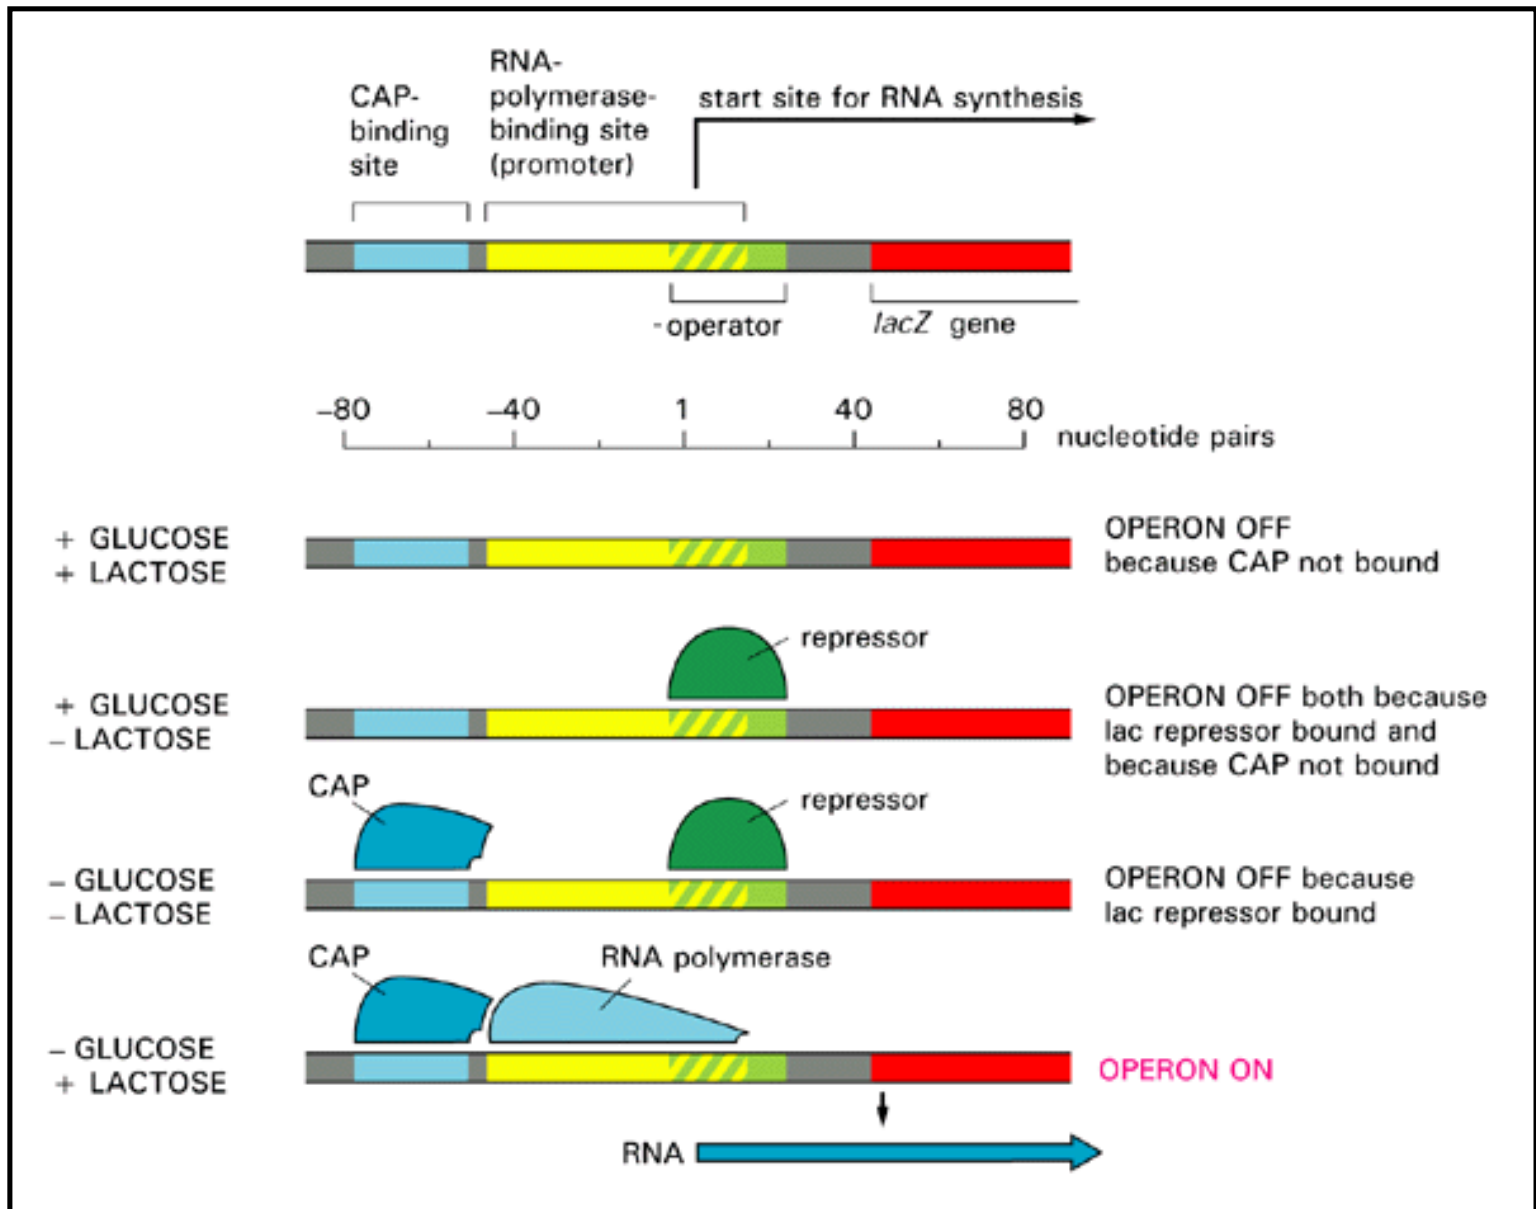 CAP-
binding
site
RNA-
polymerase-
binding site
(promoter)
start site for RNA synthesis
-operator
lacZ gene
−80 −40 1 40 80
nucleotide pairs
+ GLUCOSE
+ LACTOSE
OPERON OFF
because CAP not bound
repressor
+ GLUCOSE
− LACTOSE
OPERON OFF both because
lac repressor bound and
because CAP not bound
CAP
repressor
− GLUCOSE
− LACTOSE
OPERON OFF because
lac repressor bound
CAP
RNA polymerase
− GLUCOSE
+ LACTOSE
OPERON ON
RNA